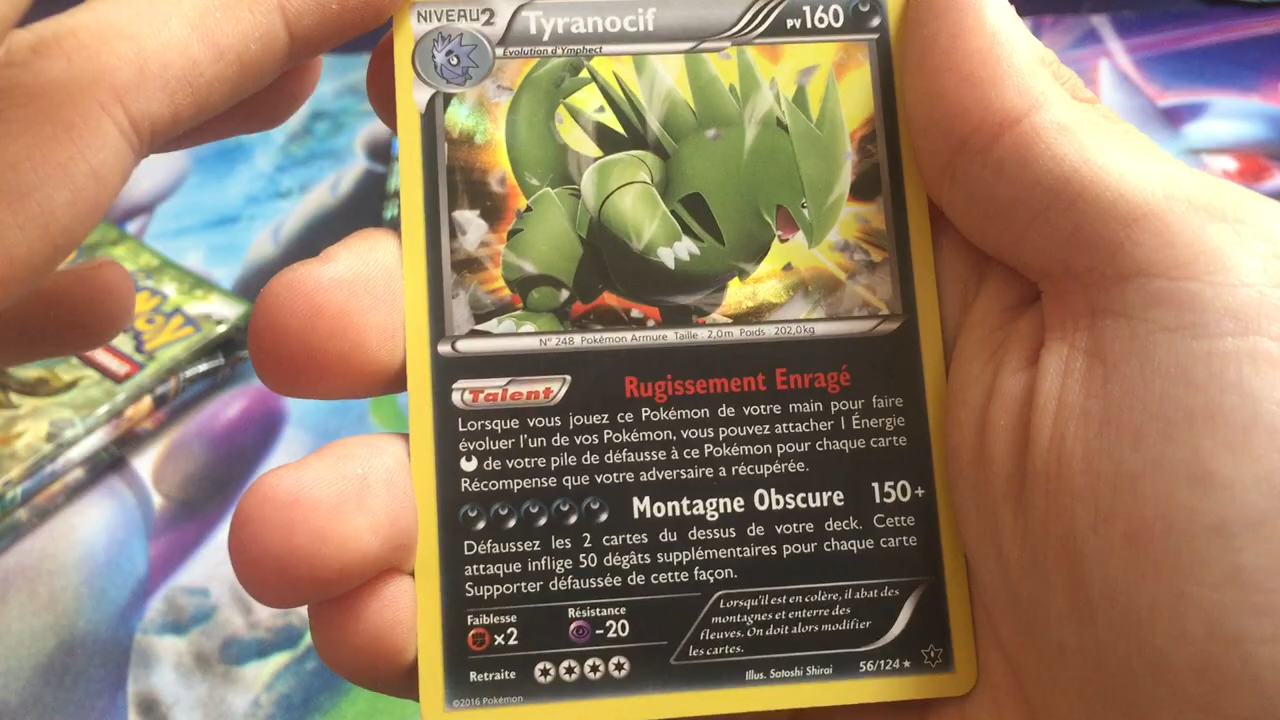 NIVEAU2 Tyranocif PV160
Évolution d'Ymphect
N° 248 Pokémon Armure Taille : 2,0m Poids : 202,0kg
Talent Rugissement Enragé
Lorsque vous jouez ce Pokémon de votre main pour faire
évoluer l'un de vos Pokémon, vous pouvez attacher 1 Énergie
de votre pile de défausse à ce Pokémon pour chaque carte
Récompense que votre adversaire a récupérée.
Montagne Obscure 150+
Défaussez les 2 cartes du dessus de votre deck. Cette
attaque inflige 50 dégâts supplémentaires pour chaque carte
Supporter défaussée de cette façon.
Faiblesse
×2
Résistance
-20
Lorsqu'il est en colère, il abat des
montagnes et enterre des
fleuves. On doit alors modifier
les cartes.
Retraite
Illus. Satoshi Shirai
56/124
©2016 Pokémon